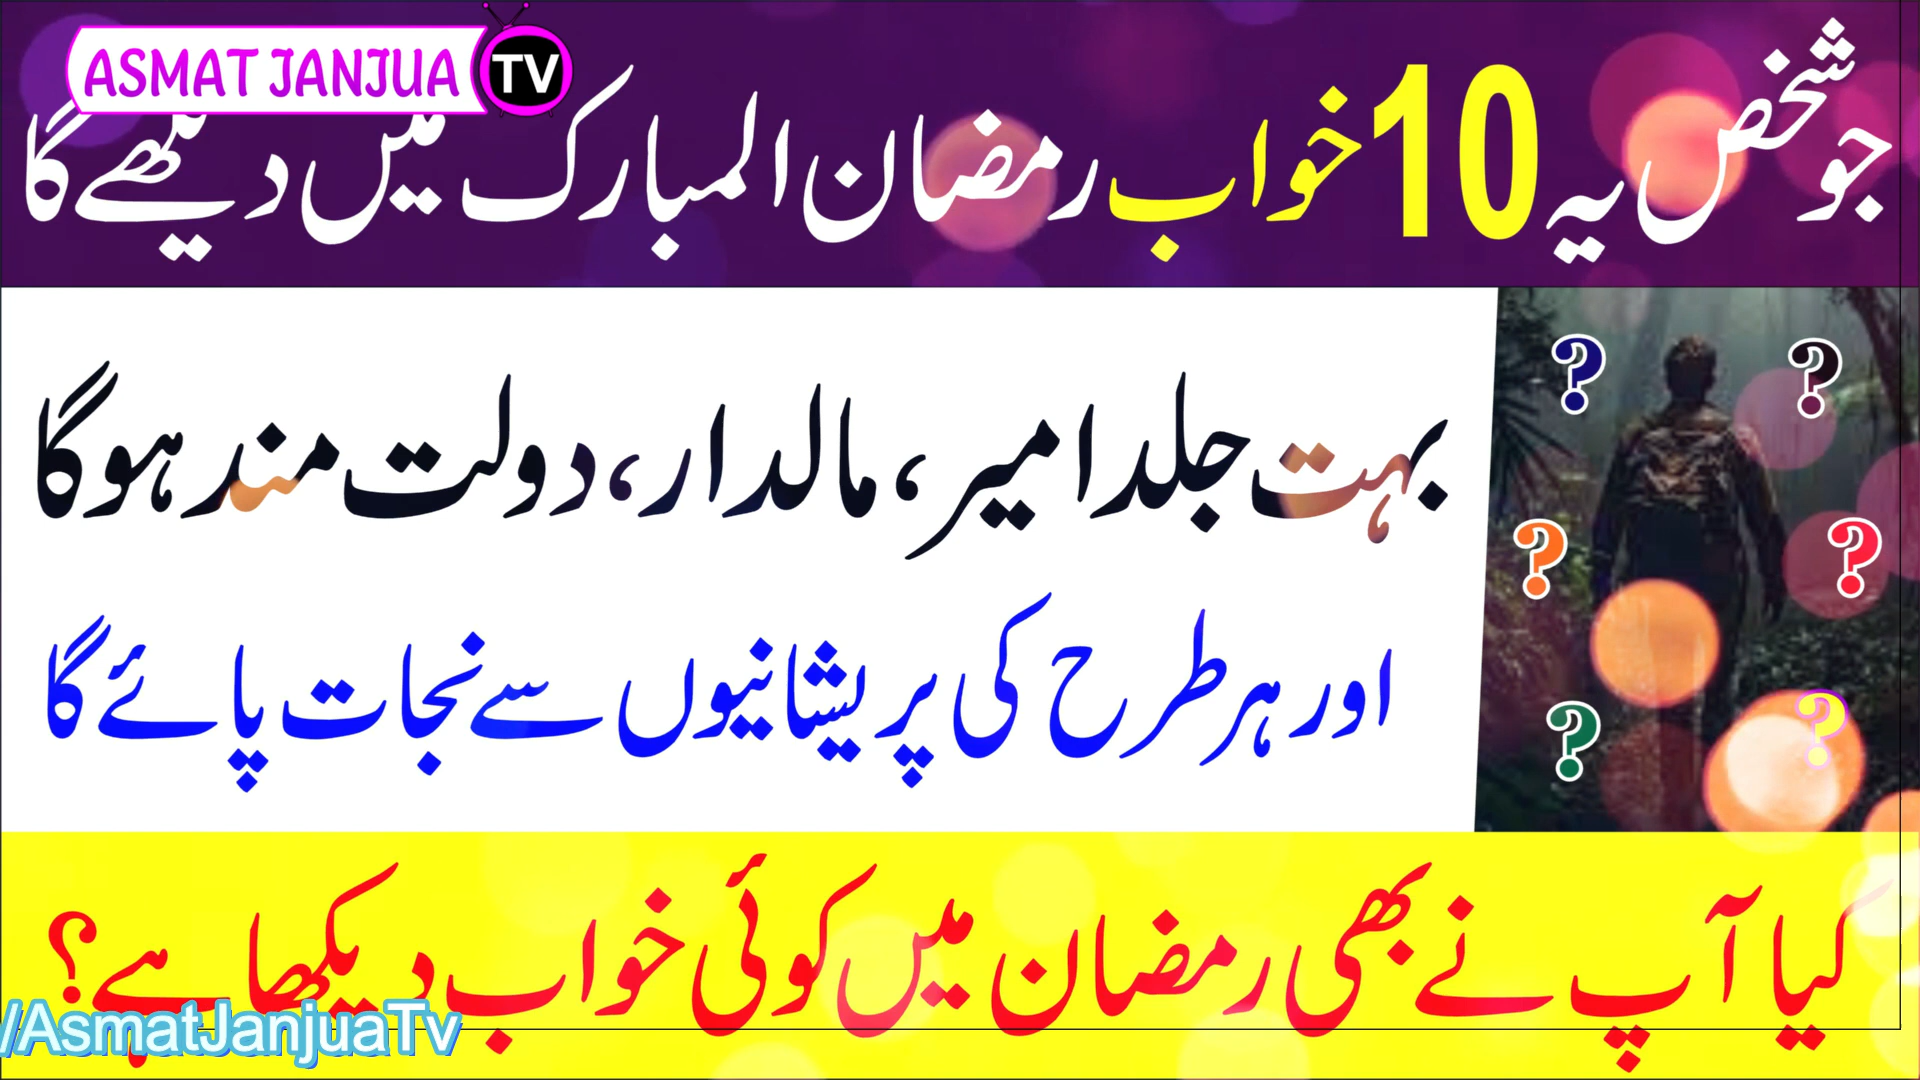 ASMAT JANJUA TV
جو شخص یہ 10 خواب رمضان المبارک میں دیکھے گا
بہت جلد امیر، مالدار، دولت مند ہوگا
اور ہر طرح کی پریشانیوں سے نجات پائے گا
کیا آپ نے بھی رمضان میں کوئی خواب دیکھا ہے؟
/AsmatJanjuaTv